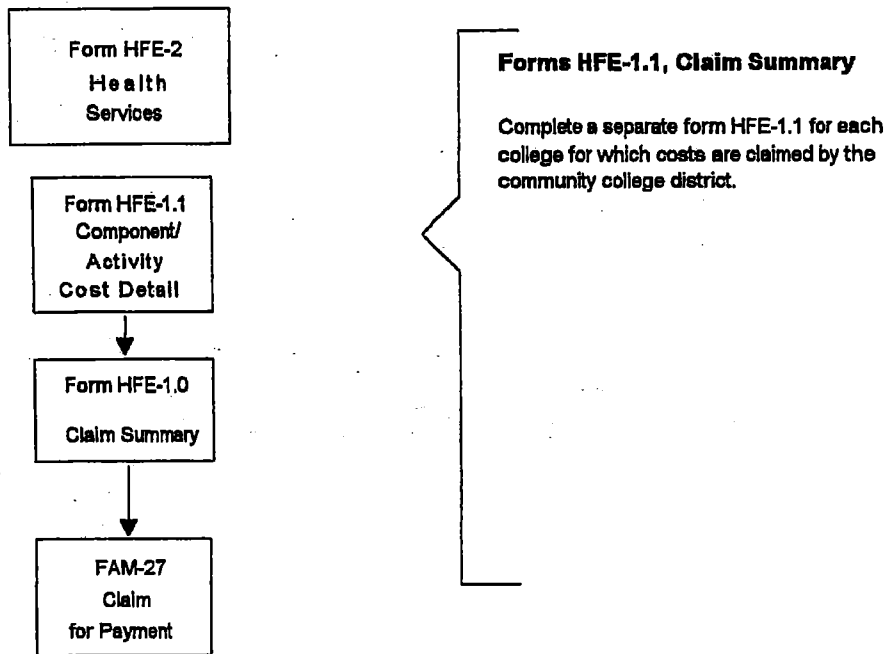 Form HFE-2
Health
Services
Form HFE-1.1
Component/
Activity
Cost Detail
Form HFE-1.0
Claim Summary
FAM-27
Claim
for Payment
Forms HFE-1.1, Claim Summary
Complete a separate form HFE-1.1 for each
college for which costs are claimed by the
community college district.